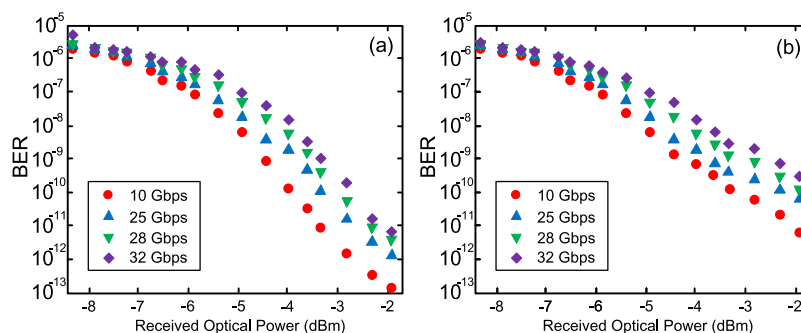 (a)
BER
10-5
10-6
10-7
10-8
10-9
10-10
10-11
10-12
10-13
10 Gbps
25 Gbps
28 Gbps
32 Gbps
-8 -7 -6 -5 -4 -3 -2
Received Optical Power (dBm)
(b)
BER
10-5
10-6
10-7
10-8
10-9
10-10
10-11
10-12
10-13
10 Gbps
25 Gbps
28 Gbps
32 Gbps
-8 -7 -6 -5 -4 -3 -2
Received Optical Power (dBm)